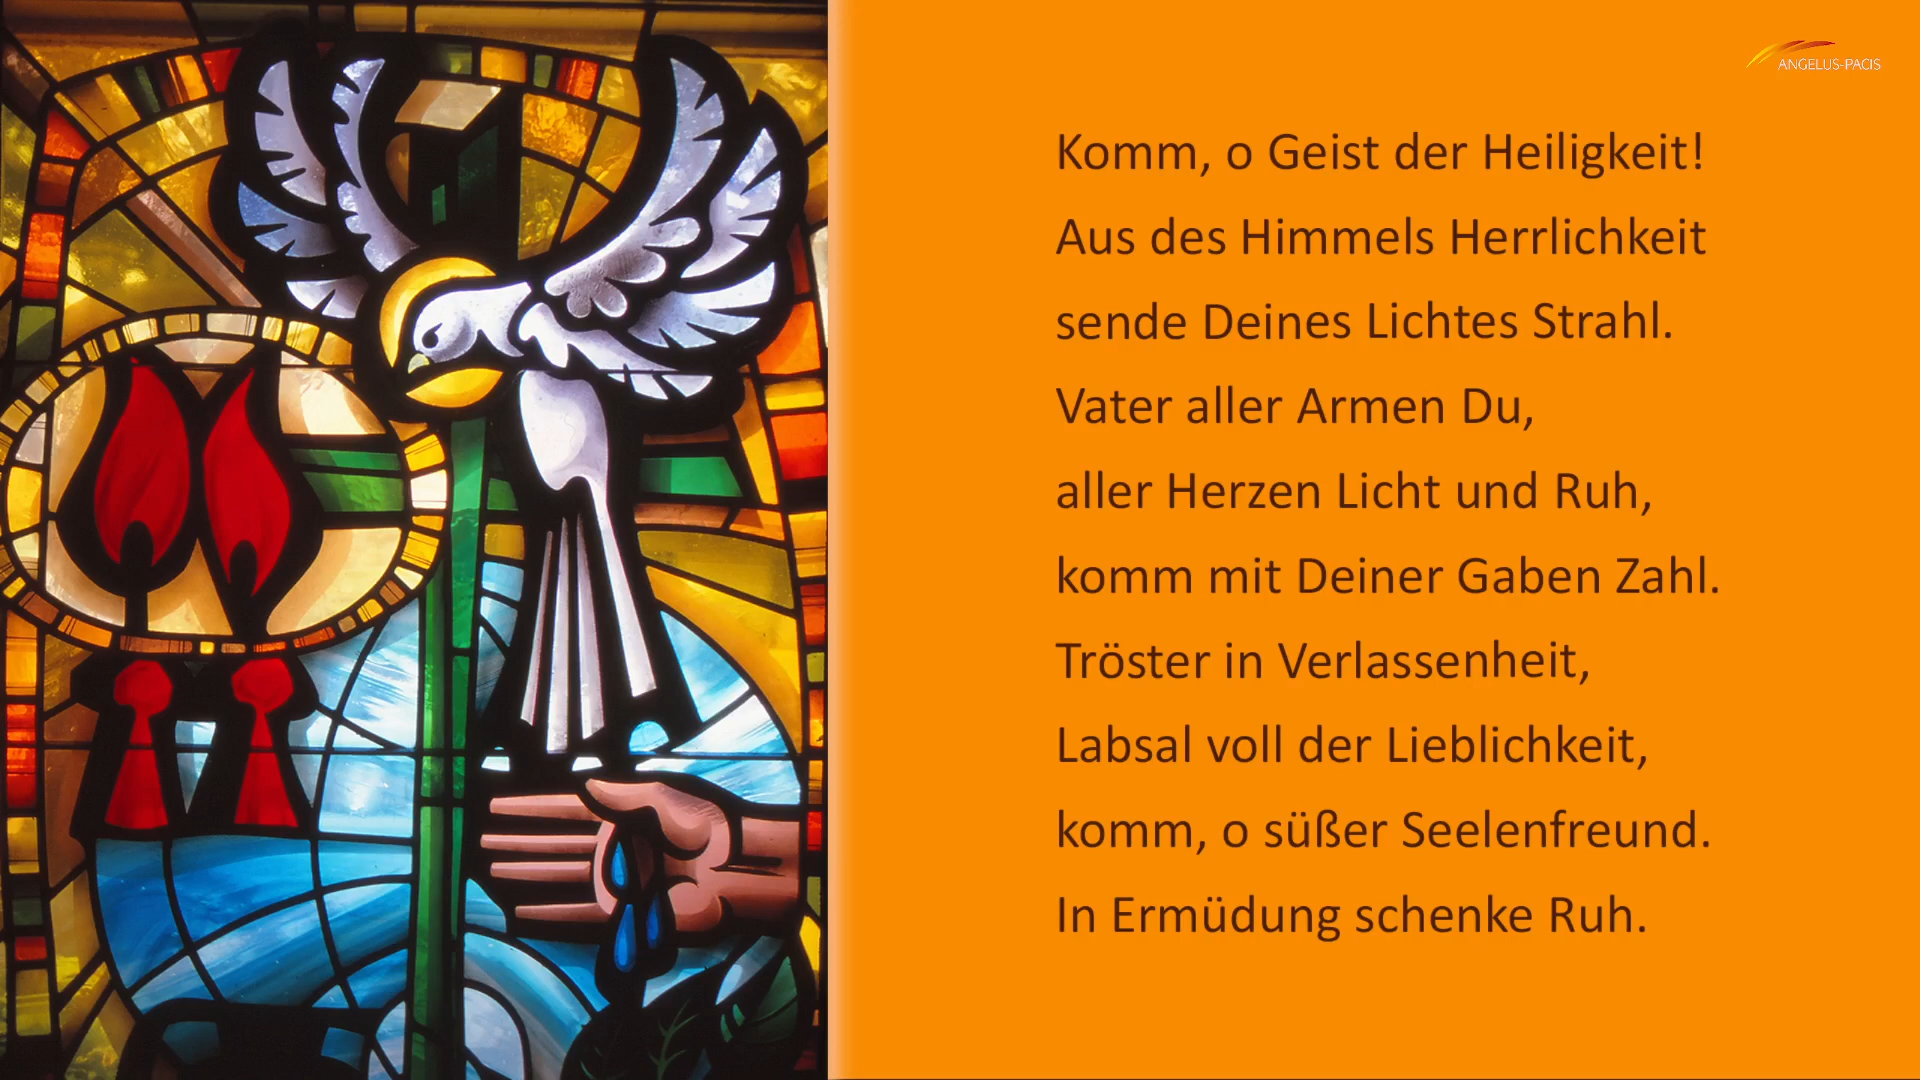 ANGELUS-PACIS
Komm, o Geist der Heiligkeit!
Aus des Himmels Herrlichkeit
sende Deines Lichtes Strahl.
Vater aller Armen Du,
aller Herzen Licht und Ruh,
komm mit Deiner Gaben Zahl.
Tröster in Verlassenheit,
Labsal voll der Lieblichkeit,
komm, o süßer Seelenfreund.
In Ermüdung schenke Ruh.